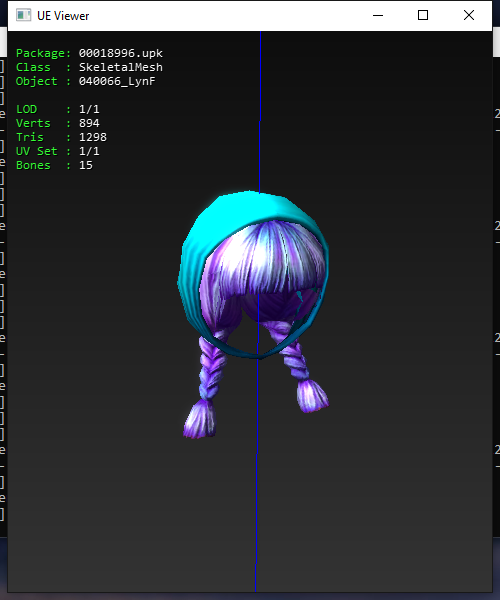 UE Viewer
Package: 00018996.upk
Class : SkeletalMesh
Object : 040066_LynF
LOD : 1/1
Verts : 894
Tris : 1298
UV Set : 1/1
Bones : 15